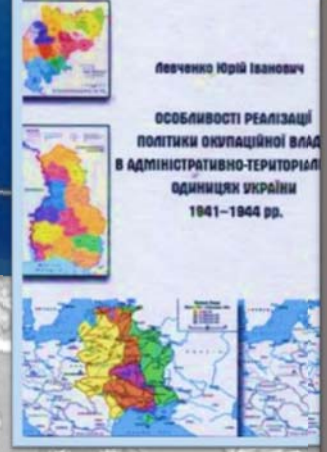 Левченко Юрій Іванович
ОСОБЛИВОСТІ РЕАЛІЗАЦІЇ
ПОЛІТИКИ ОКУПАЦІЙНОЇ ВЛАД
В АДМІНІСТРАТИВНО-ТЕРИТОРІАЛ
ОДИНИЦЯХ УКРАЇНИ
1941–1944 рр.